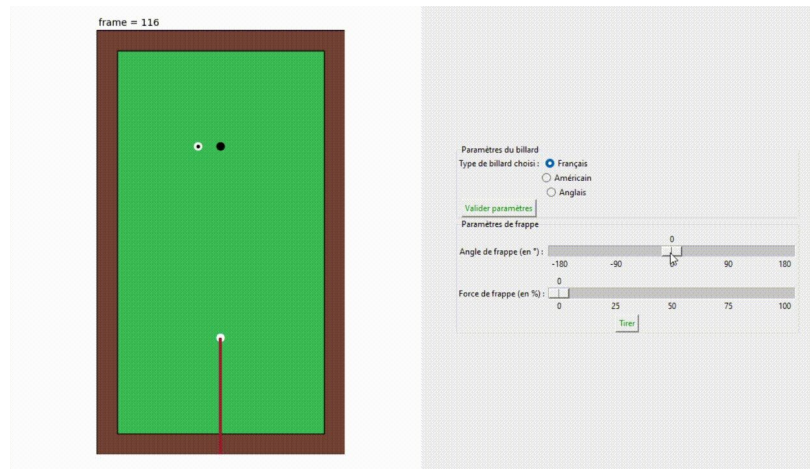 frame = 116
Paramètres du billard
Type de billard choisi : Français
Américain
Anglais
Valider paramètres
Paramètres de frappe
0
Angle de frappe (en °) :
-180 -90 0 90 180
0
Force de frappe (en %) :
0 25 50 75 100
Tirer